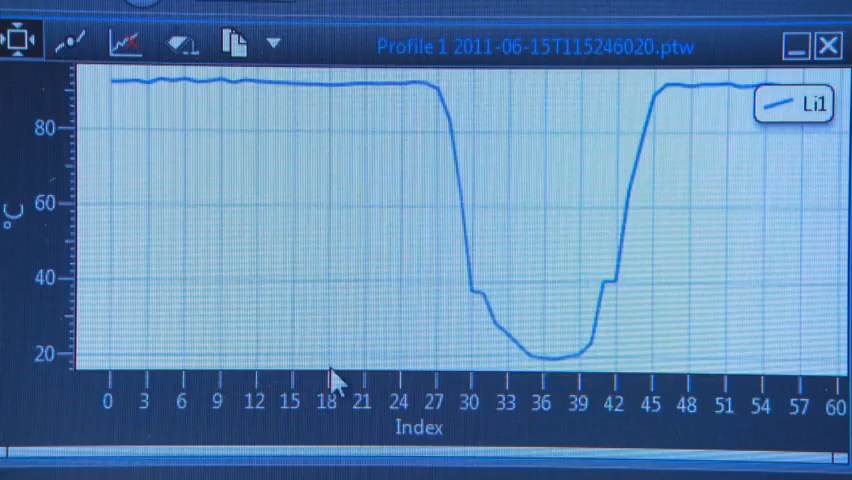 Profile 1 2011-06-15T115246020.ptw
Li1
80
60
40
20
°C
0 3 6 9 12 15 18 21 24 27 30 33 36 39 42 45 48 51 54 57 60
Index